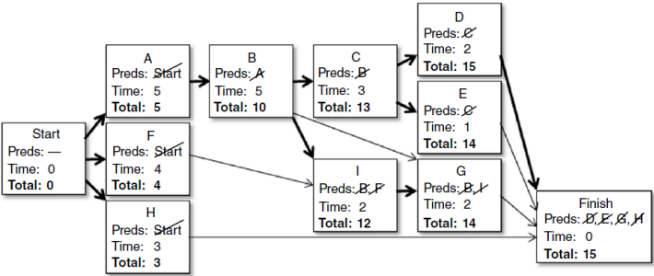 Start
Preds: —
Time: 0
Total: 0
A
Preds: Start
Time: 5
Total: 5
F
Preds: Start
Time: 4
Total: 4
H
Preds: Start
Time: 3
Total: 3
B
Preds: A
Time: 5
Total: 10
C
Preds: B
Time: 3
Total: 13
I
Preds: B, F
Time: 2
Total: 12
D
Preds: C
Time: 2
Total: 15
E
Preds: C
Time: 1
Total: 14
G
Preds: B, I
Time: 2
Total: 14
Finish
Preds: D, E, G, H
Time: 0
Total: 15